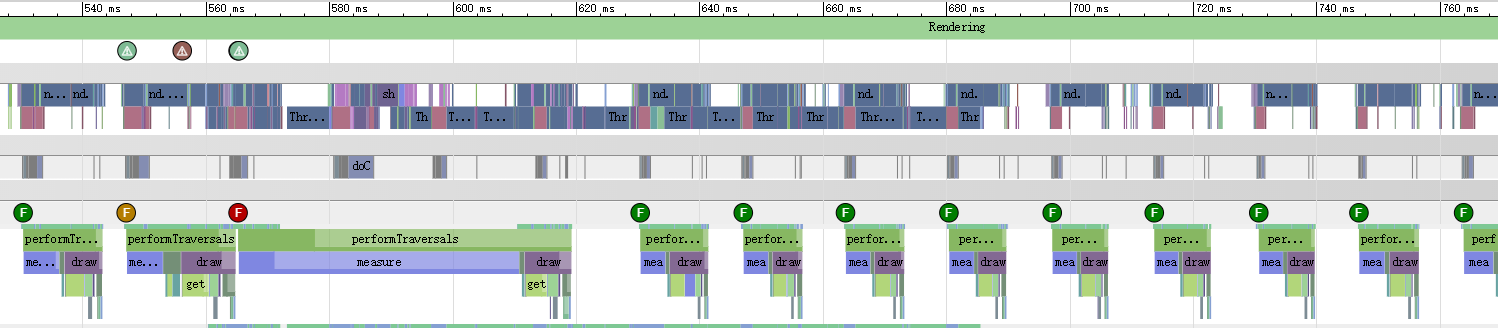 540 ms 560 ms 580 ms 600 ms 620 ms 640 ms 660 ms 680 ms 700 ms 720 ms 740 ms 760 ms
Rendering
n... nd. nd. ... sh nd. nd. nd. nd. nd. n... n...
Thr... Th T... T... Thr Thr T... Thr Thr Thr... T... Thr
doC
F F F F F F F F F F F F
performTr... performTraversals performTraversals perfor... perfor... perfor... per... per... per... perfor... perfor... perf
me... draw me... draw measure draw mea draw mea draw mea draw mea draw mea draw mea draw mea draw mea draw mea
get get